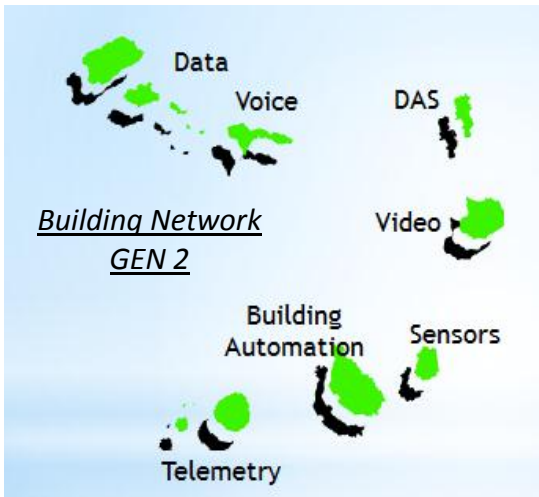 Data
Voice
DAS
Building Network
GEN 2
Video
Building
Automation
Sensors
Telemetry